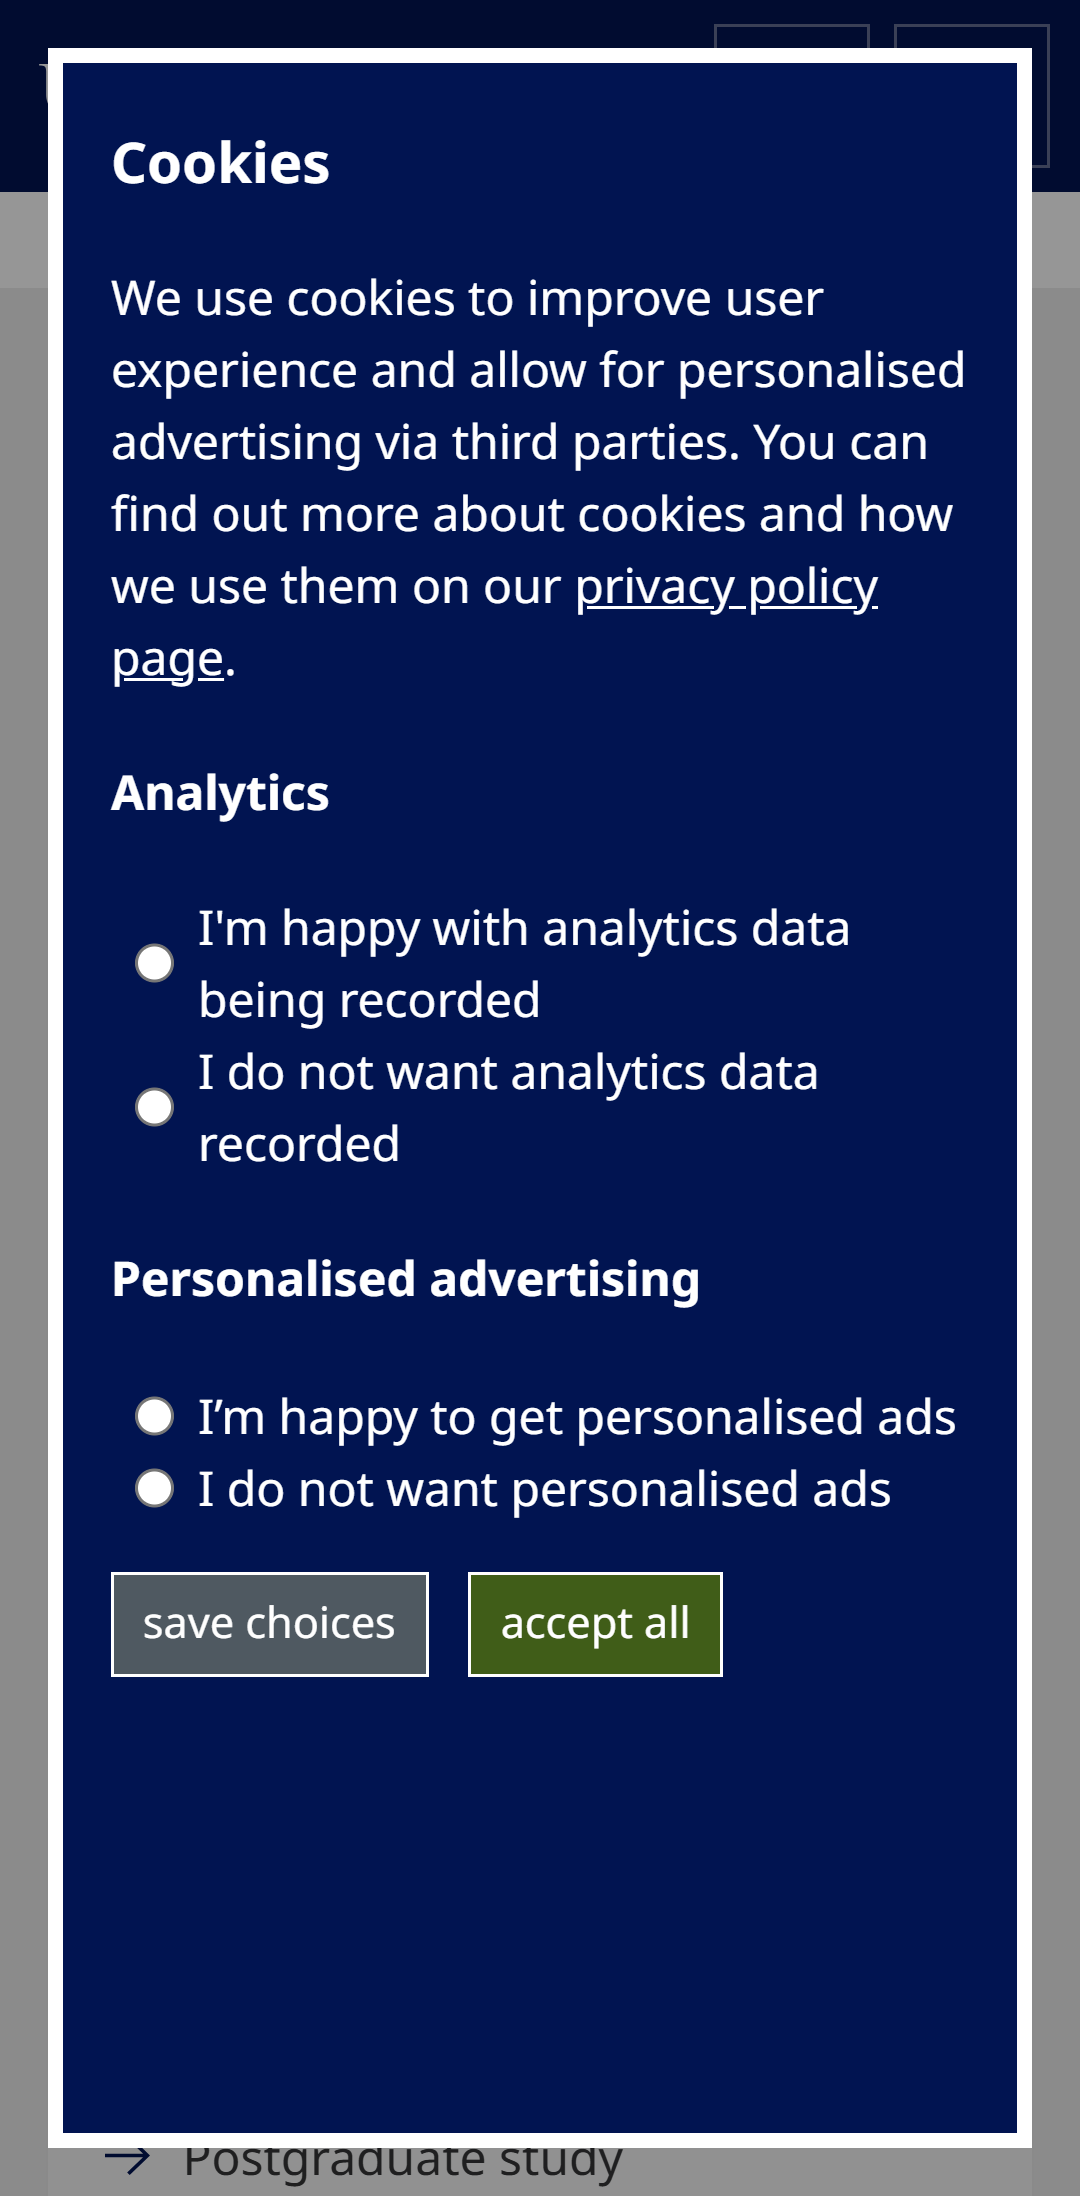 Cookies
We use cookies to improve user
experience and allow for personalised
advertising via third parties. You can
find out more about cookies and how
we use them on our privacy policy
page.
Analytics
I'm happy with analytics data
being recorded
I do not want analytics data
recorded
Personalised advertising
I’m happy to get personalised ads
I do not want personalised ads
save choices
accept all
Postgraduate study